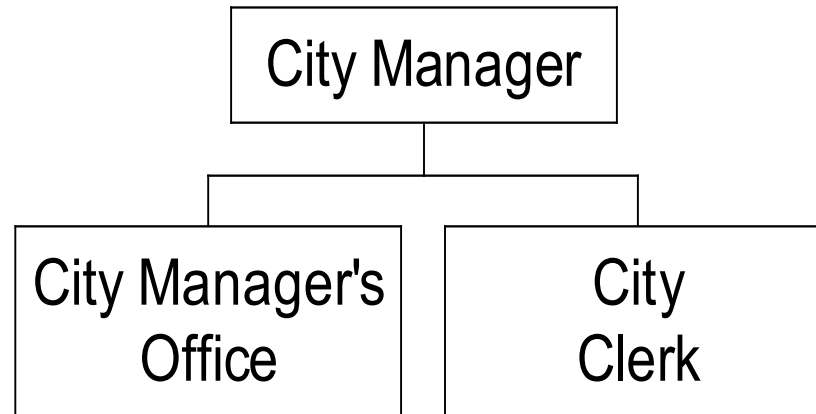 City Manager
City Manager's
Office
City
Clerk